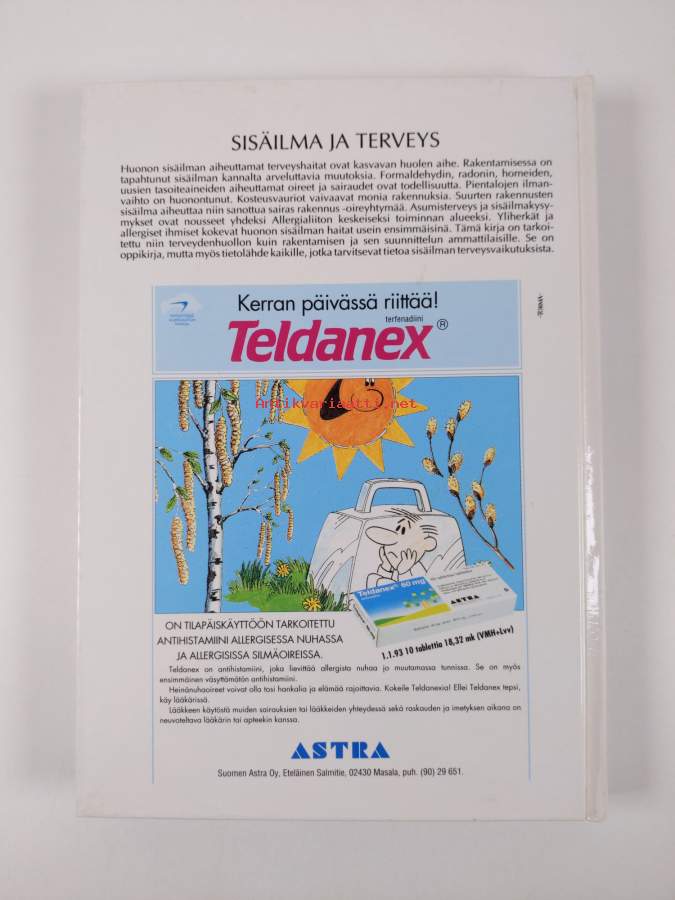 SISÄILMA JA TERVEYS
Huonon sisäilman aiheuttamat terveyshaitat ovat kasvavan huolen aihe. Rakentamisessa on
tapahtunut sisäilman kannalta arveluttavia muutoksia. Formaldehydin, radonin, homeiden,
uusien tasoiteaineiden aiheuttamat oireet ja sairaudet ovat todellisuutta. Pientalojen ilman-
vaihto on huonontunut. Kosteusvauriot vaivaavat monia rakennuksia. Suurten rakennusten
sisäilma aiheuttaa niin sanottua sairas rakennus -oireyhtymää. Asumisterveys ja sisäilmakysy-
mykset ovat nousseet yhdeksi Allergialiiton keskeiseksi toiminnan alueeksi. Yliherkät ja
allergiset ihmiset kokevat huonon sisäilman haitat usein ensimmäisinä. Tämä kirja on tarkoi-
tettu niin terveydenhuollon kuin rakentamisen ja sen suunnittelun ammattilaisille. Se on
oppikirja, mutta myös tietolähde kaikille, jotka tarvitsevat tietoa sisäilman terveysvaikutuksista.
Kerran päivässä riittää!
terfenadiini
Teldanex®
Antikvariaatti.net
Teldanex® 60 mg
ASTRA
1.1.93 10 tablettia 18,32 mk (VMH+Lvv)
ON TILAPÄISKÄYTTÖÖN TARKOITETTU
ANTIHISTAMIINI ALLERGISESSA NUHASSA
JA ALLERGISISSA SILMÄOIREISSA.
Teldanex on antihistamiini, joka lievittää allergista nuhaa jo muutamassa tunnissa. Se on myös
ensimmäinen väsyttämätön antihistamiini.
Heinänuhaoireet voivat olla tosi hankalia ja elämää rajoittavia. Kokeile Teldanexia! Ellei Teldanex tepsi,
käy lääkärissä.
Lääkkeen käytöstä muiden sairauksien tai lääkkeiden yhteydessä sekä raskauden ja imetyksen aikana on
neuvoteltava lääkärin tai apteekin kanssa.
ASTRA
Suomen Astra Oy, Eteläinen Salmitie, 02430 Masala, puh. (90) 29 651.